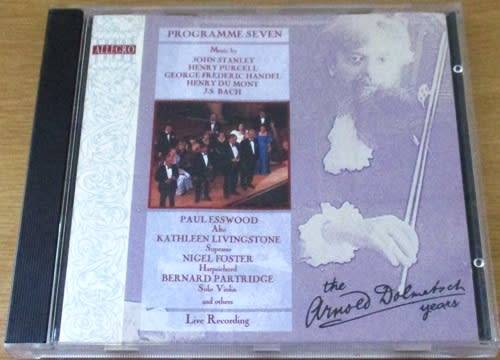 ALLEGRO
PROGRAMME SEVEN
Music by
JOHN STANLEY
HENRY PURCELL
GEORGE FREDERIC HANDEL
HENRY DU MONT
J.S. BACH
PAUL ESSWOOD
Alto
KATHLEEN LIVINGSTONE
Soprano
NIGEL FOSTER
Harpsichord
BERNARD PARTRIDGE
Solo Violin
and others
Live Recording
the
Arnold Dolmetsch
years